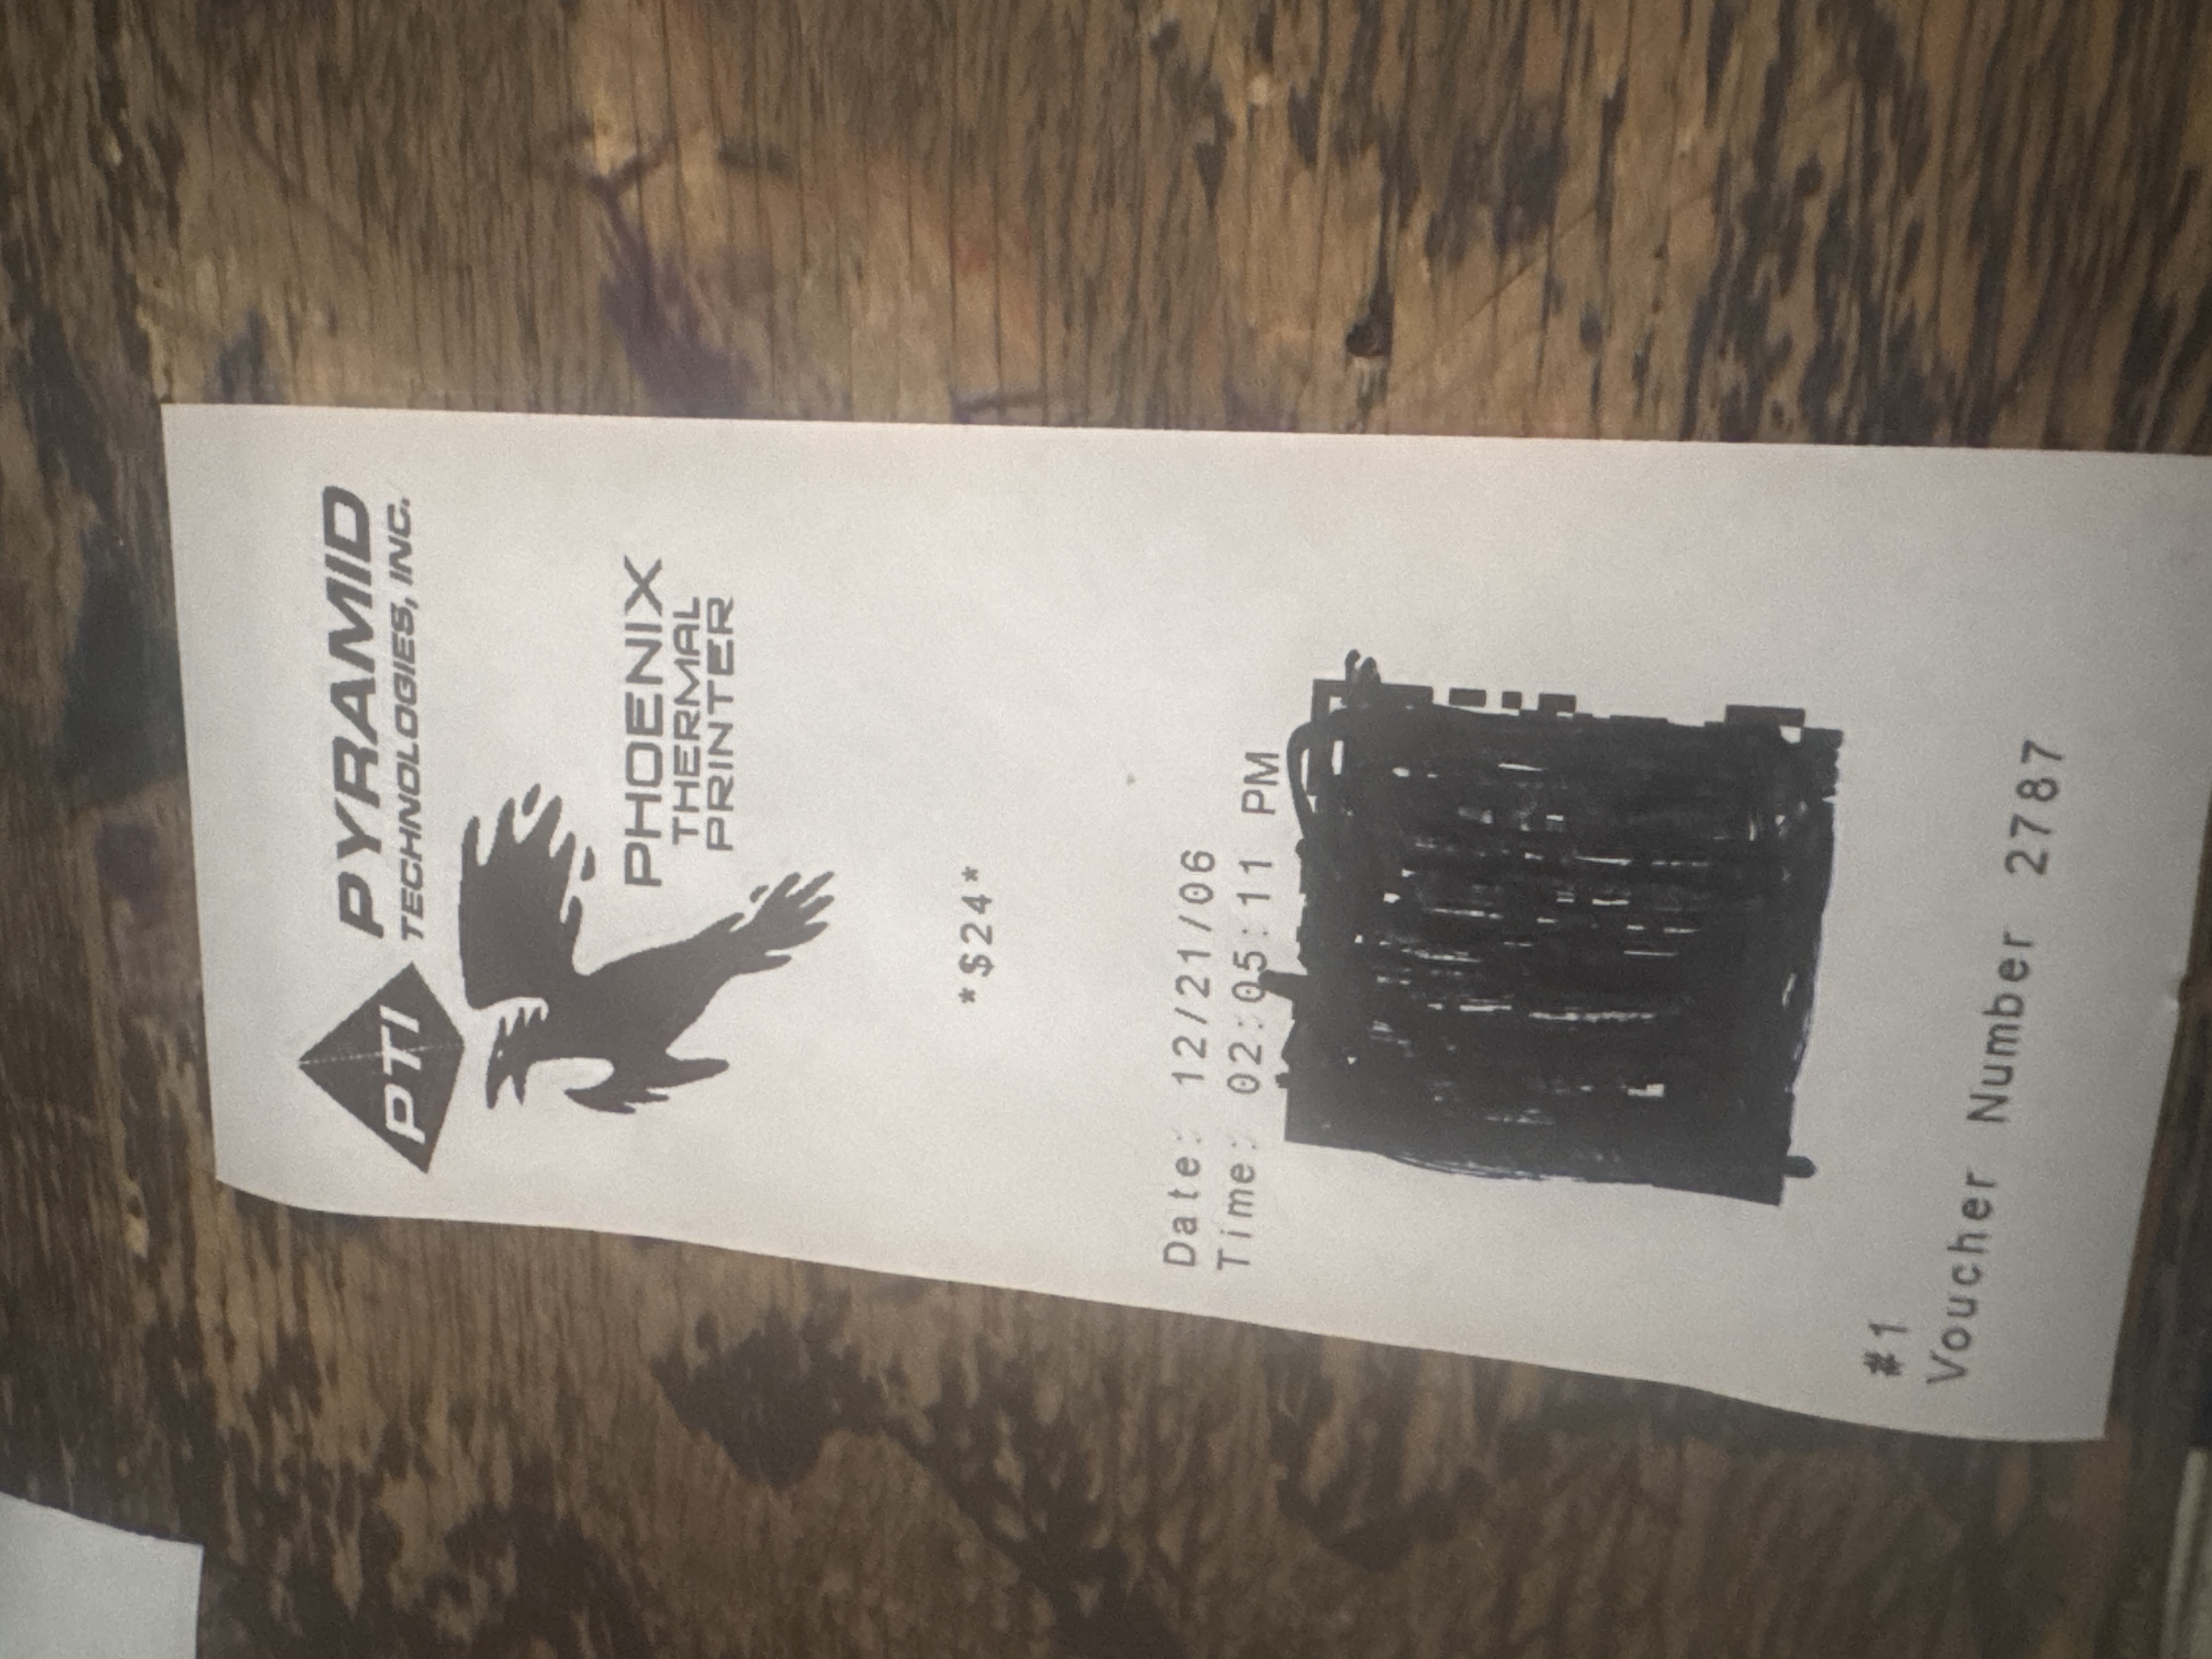 PTI
PYRAMID
TECHNOLOGIES, INC.
PHOENIX
THERMAL
PRINTER
*$24*
Date: 12/21/06
Time: 02:05:11 PM
#1
Voucher Number 2787